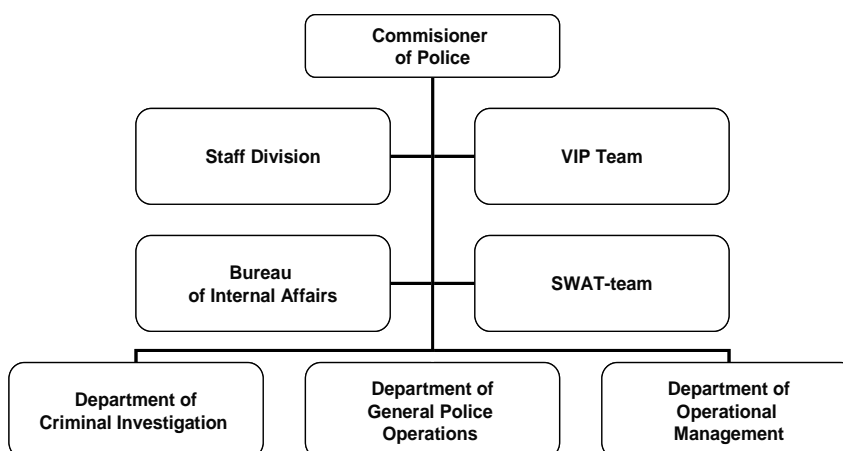 Commisioner
of Police
Staff Division
VIP Team
Bureau
of Internal Affairs
SWAT-team
Department of
Criminal Investigation
Department of
General Police
Operations
Department of
Operational
Management